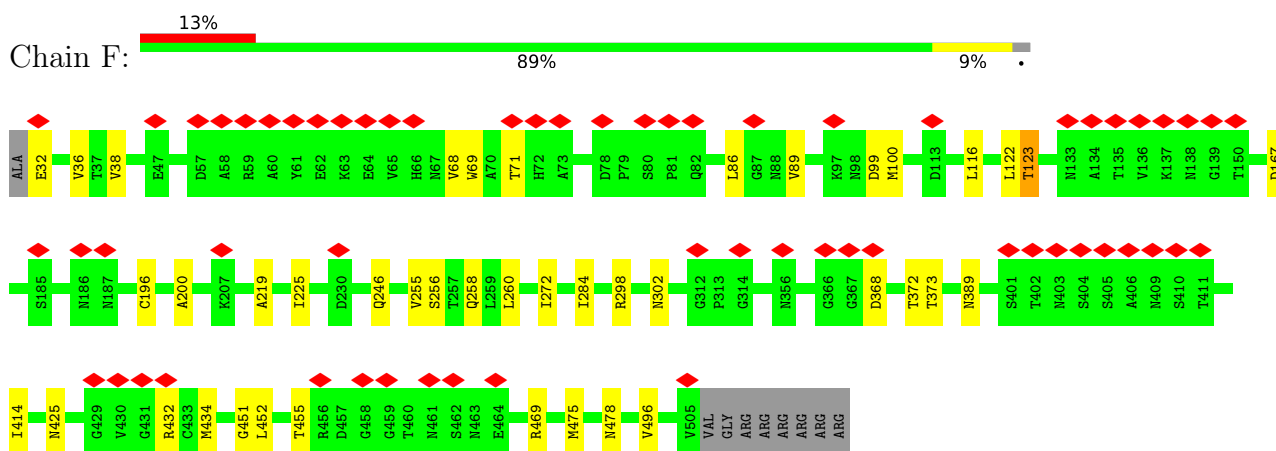 13%
Chain F:
89% 9% •
ALA E32 V36 T37 V38 E47 D57 A58 R59 A60 Y61 E62 K63 E64 V65 H66 N67 V68 W69 A70 T71 H72 A73 D78 P79 S80 P81 Q82 L86 G87 N88 V89 K97 N98 D99 M100 D113 L116 L122 T123 N133 A134 T135 V136 K137 N138 G139 T150 D167
S185 N186 N187 C196 A200 K207 A219 I225 D230 Q246 V255 S256 T257 Q258 L259 L260 I272 I284 R298 N302 G312 P313 G314 N356 G366 G367 D368 T372 T373 N389 S401 T402 N403 S404 S405 A406 N409 S410 T411
I414 N425 G429 V430 G431 R432 C433 M434 G451 L452 T455 R456 D457 G458 G459 T460 N461 S462 N463 E464 R469 M475 N478 V496 V505 VAL GLY ARG ARG ARG ARG ARG ARG